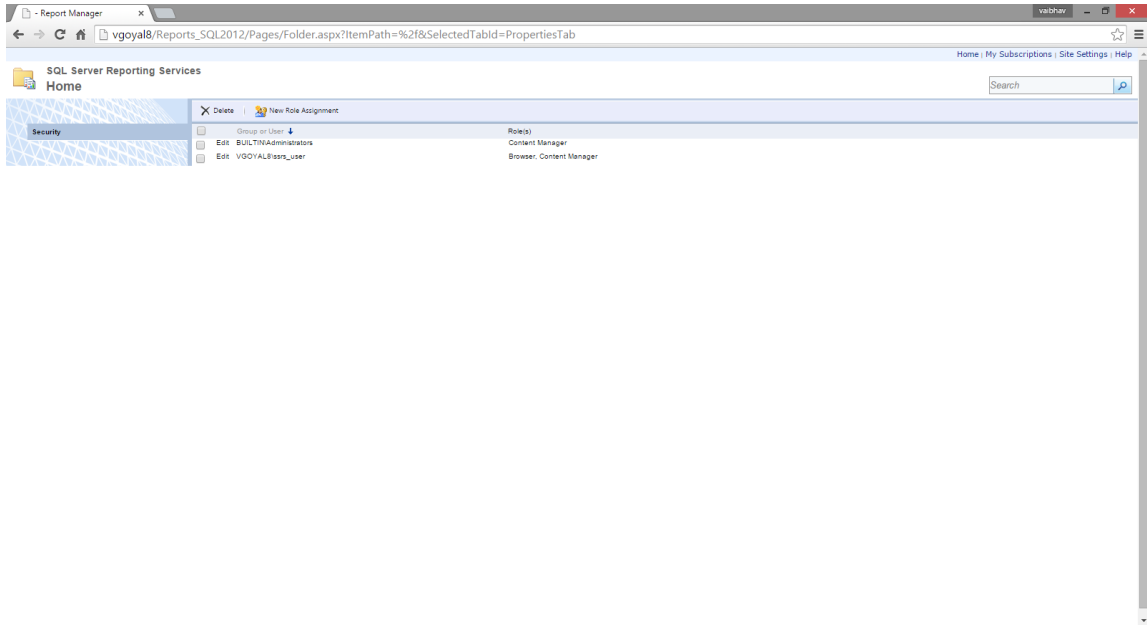 - Report Manager
vaibhav
vgoyal8/Reports_SQL2012/Pages/Folder.aspx?ItemPath=%2f&SelectedTabId=PropertiesTab
Home | My Subscriptions | Site Settings | Help
SQL Server Reporting Services
Home
Search
Delete | New Role Assignment
Security
Group or User Role(s)
Edit BUILTIN\Administrators Content Manager
Edit VGOYAL8\ssrs_user Browser, Content Manager